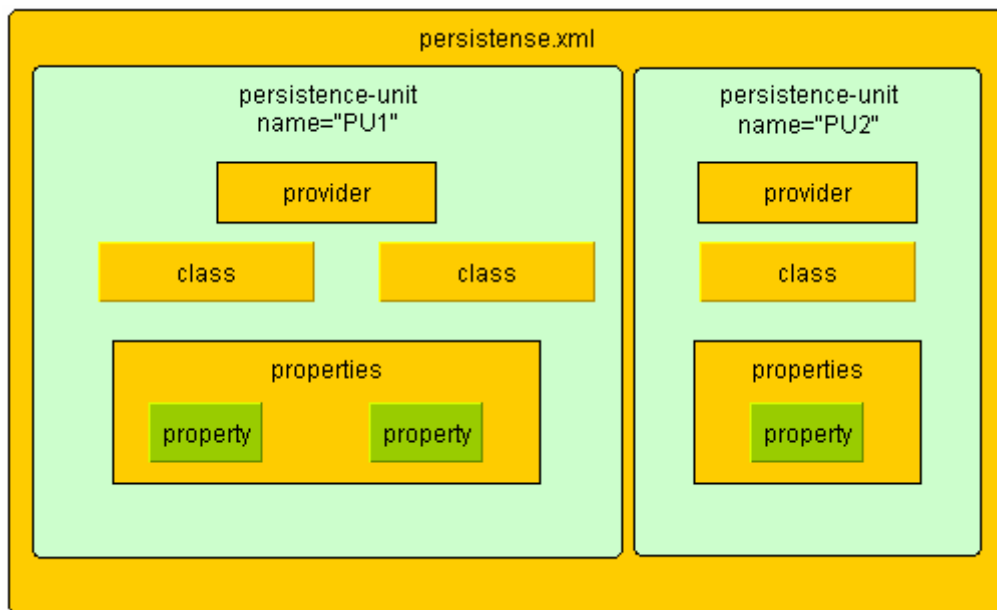 persistense.xml
persistence-unit
name="PU1"
provider
class
class
properties
property
property
persistence-unit
name="PU2"
provider
class
properties
property